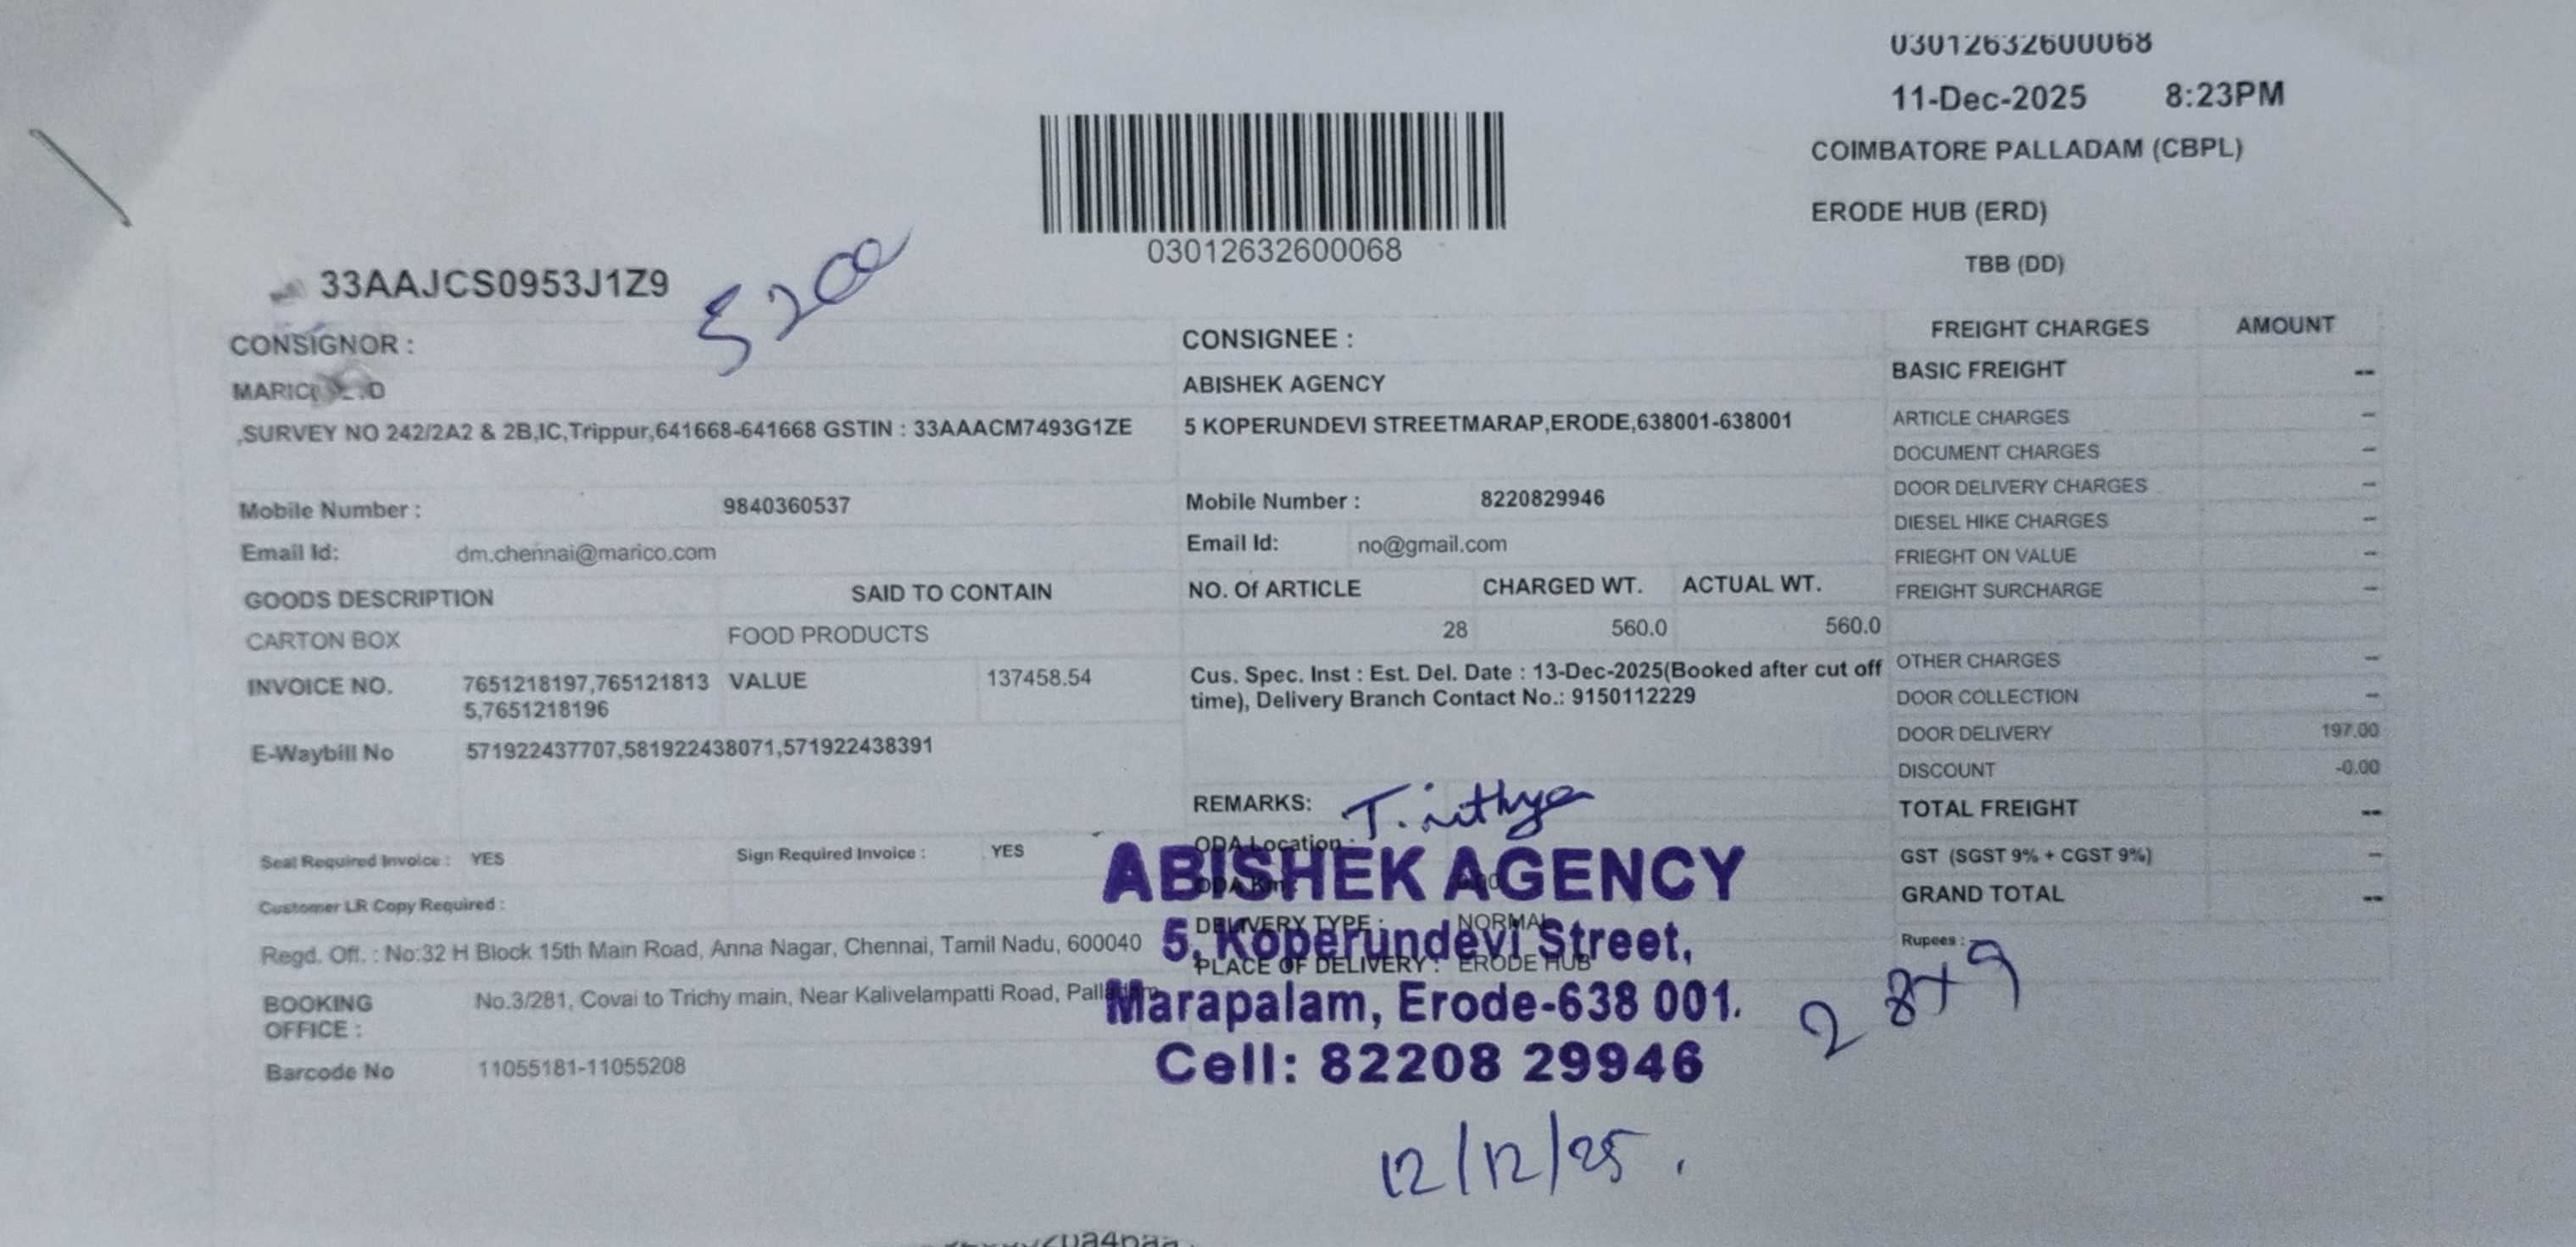 03012632600068
11-Dec-2025 8:23PM
COIMBATORE PALLADAM (CBPL)
ERODE HUB (ERD)
TBB (DD)
03012632600068
33AAJCS0953J1Z9
5200
CONSIGNOR :
,SURVEY NO 242/2A2 & 2B,IC,Trippur,641668-641668 GSTIN : 33AAACM7493G1ZE
Mobile Number : 9840360537
Email Id: dm.chennai@marico.com
CONSIGNEE :
ABISHEK AGENCY
5 KOPERUNDEVI STREETMARAP,ERODE,638001-638001
Mobile Number : 8220829946
Email Id: no@gmail.com
GOODS DESCRIPTION SAID TO CONTAIN NO. Of ARTICLE CHARGED WT. ACTUAL WT.
CARTON BOX FOOD PRODUCTS 28 560.0 560.0
INVOICE NO. 7651218197,765121813 VALUE 137458.54
5,7651218196
E-Waybill No 571922437707,581922438071,571922438391
Cus. Spec. Inst : Est. Del. Date : 13-Dec-2025(Booked after cut off
time), Delivery Branch Contact No.: 9150112229
REMARKS:
ODA Location :
DELIVERY TYPE : NORMAL
PLACE OF DELIVERY : ERODE HUB
Seal Required Invoice : YES Sign Required Invoice : YES
Customer LR Copy Required :
Regd. Off. : No:32 H Block 15th Main Road, Anna Nagar, Chennai, Tamil Nadu, 600040
BOOKING OFFICE : No.3/281, Covai to Trichy main, Near Kalivelampatti Road,
Barcode No 11055181-11055208
FREIGHT CHARGES AMOUNT
BASIC FREIGHT --
ARTICLE CHARGES --
DOCUMENT CHARGES --
DOOR DELIVERY CHARGES --
DIESEL HIKE CHARGES --
FRIEGHT ON VALUE --
FREIGHT SURCHARGE --
OTHER CHARGES --
DOOR COLLECTION --
DOOR DELIVERY 197.00
DISCOUNT -0.00
TOTAL FREIGHT --
GST (SGST 9% + CGST 9%) --
GRAND TOTAL --
Rupees :
ABISHEK AGENCY
5, Koperundevi Street,
Marapalam, Erode-638 001.
Cell: 82208 29946
12/12/25.